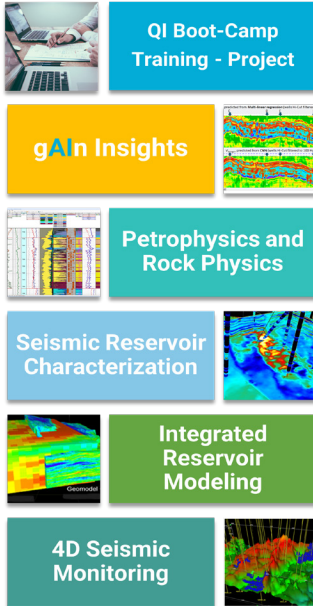 QI Boot-Camp
Training - Project
gAIn Insights
Petrophysics and
Rock Physics
Seismic Reservoir
Characterization
Integrated
Reservoir
Modeling
Geomodel
4D Seismic
Monitoring